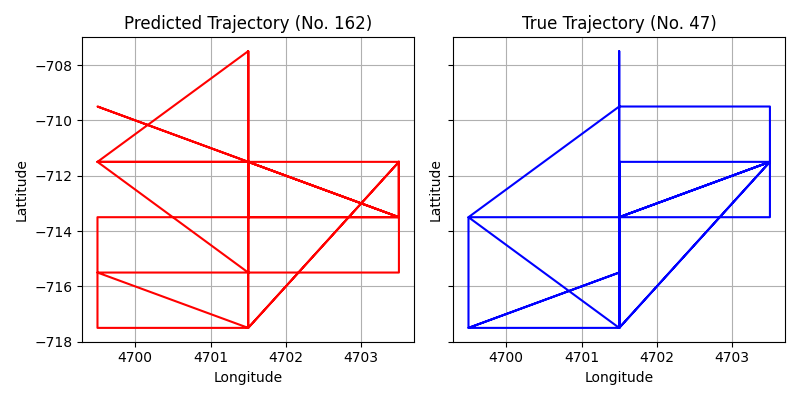 Predicted Trajectory (No. 162)
True Trajectory (No. 47)
−708
−710
−712
−714
−716
−718
Lattitude
Lattitude
4700 4701 4702 4703
4700 4701 4702 4703
Longitude
Longitude